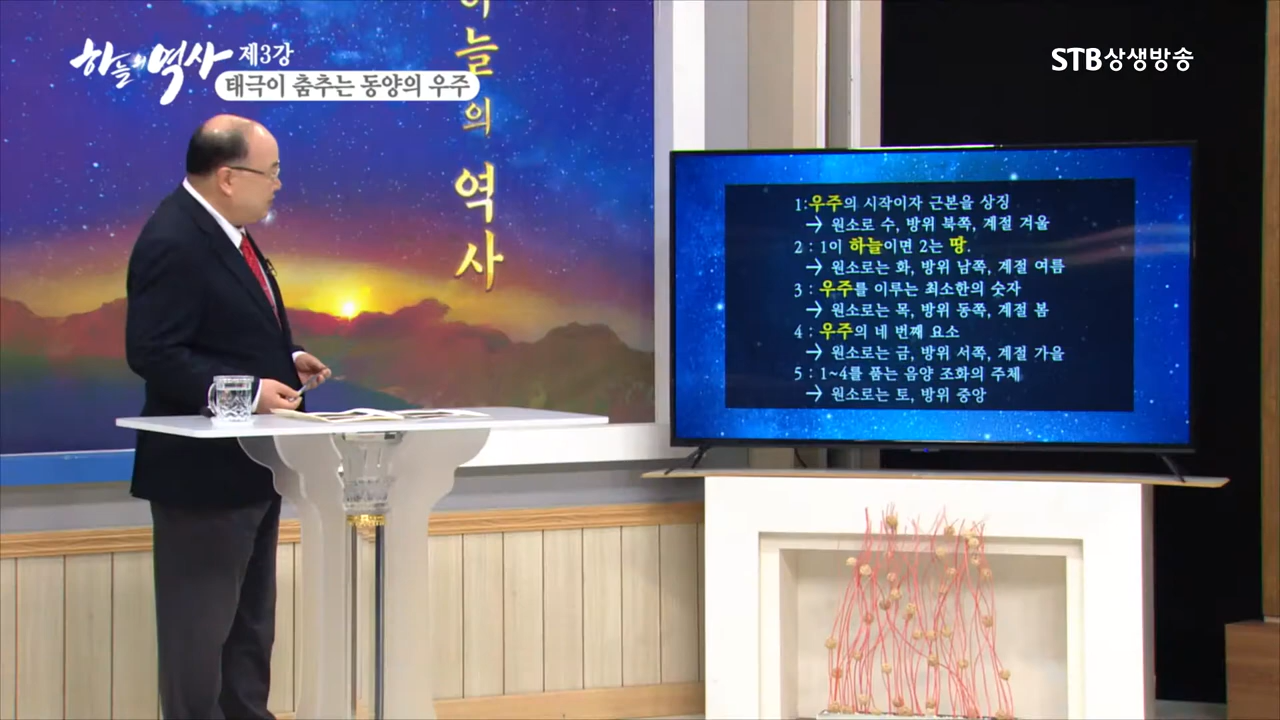 하늘의 역사 제3강
태극이 춤추는 동양의 우주
STB상생방송
하늘의 역사
1:우주의 시작이자 근본을 상징
→ 원소로 수, 방위 북쪽, 계절 겨울
2 : 1이 하늘이면 2는 땅.
→ 원소로는 화, 방위 남쪽, 계절 여름
3 : 우주를 이루는 최소한의 숫자
→ 원소로는 목, 방위 동쪽, 계절 봄
4 : 우주의 네 번째 요소
→ 원소로는 금, 방위 서쪽, 계절 가을
5 : 1~4를 품는 음양 조화의 주체
→ 원소로는 토, 방위 중앙